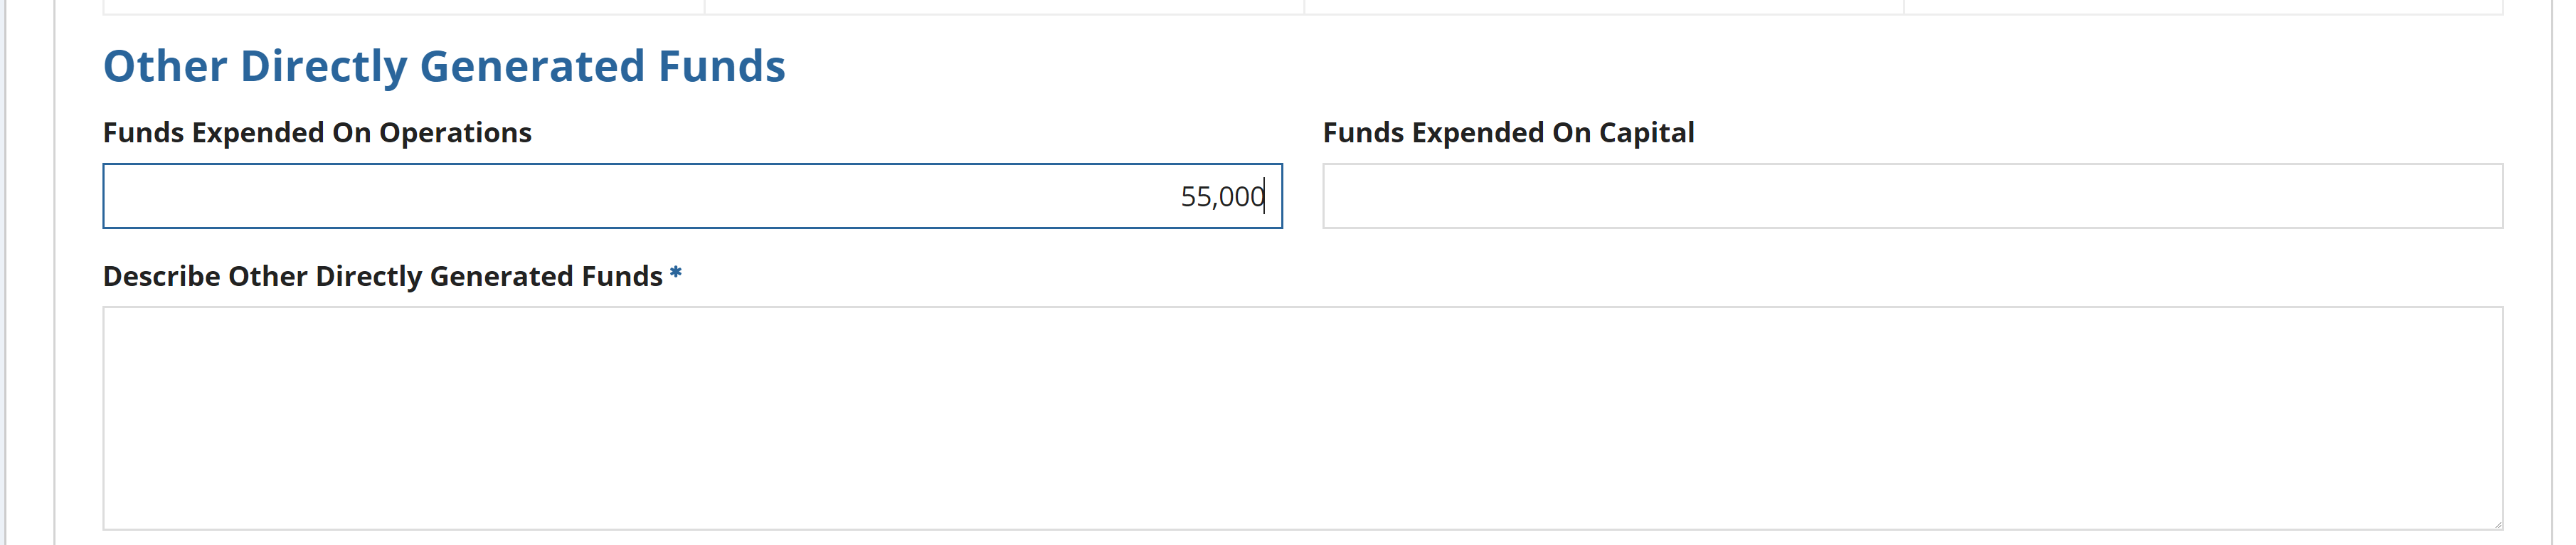 Other Directly Generated Funds
Funds Expended On Operations
Funds Expended On Capital
55,000
Describe Other Directly Generated Funds *